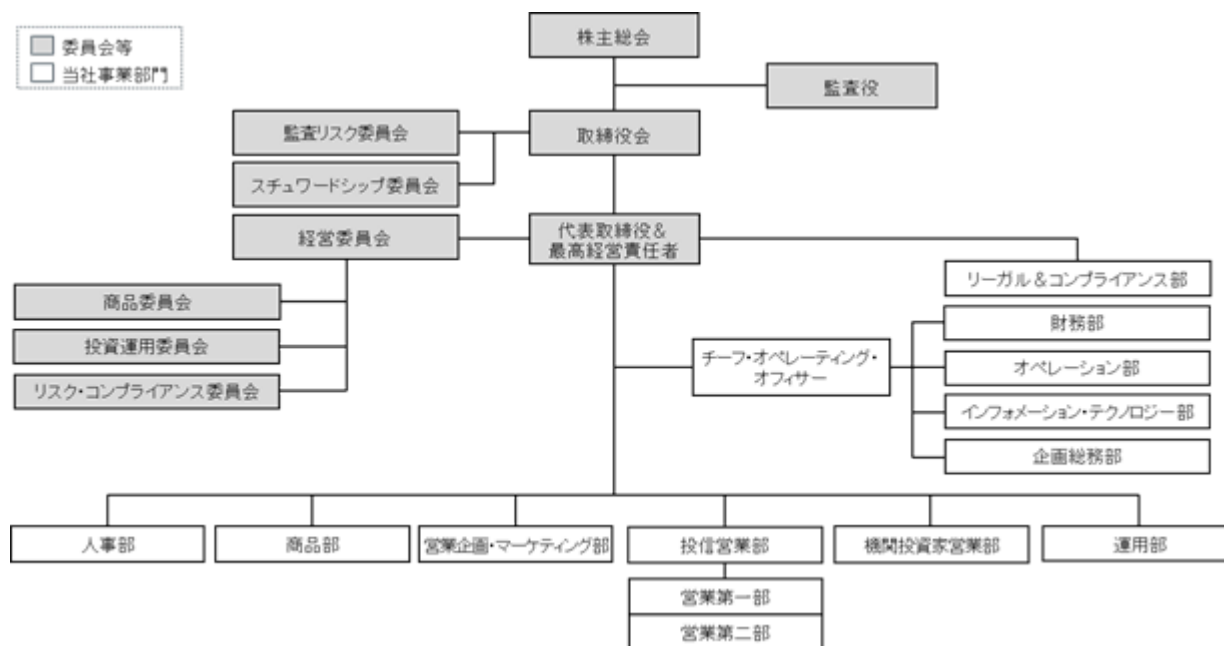 委員会等
当社事業部門
株主総会
監査役
監査リスク委員会
取締役会
スチュワードシップ委員会
経営委員会
代表取締役&
最高経営責任者
リーガル&コンプライアンス部
商品委員会
財務部
投資運用委員会
チーフ・オペレーティング・
オフィサー
オペレーション部
リスク・コンプライアンス委員会
インフォメーション・テクノロジー部
企画総務部
人事部
商品部
営業企画・マーケティング部
投信営業部
機関投資家営業部
運用部
営業第一部
営業第二部